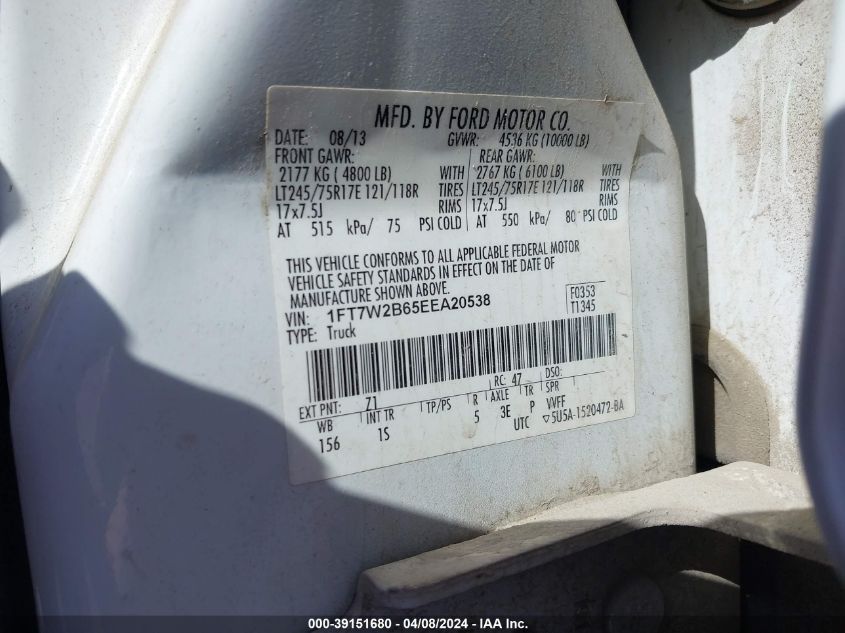 MFD. BY FORD MOTOR CO.
DATE: 08/13 GVWR: 4536 KG (10000 LB)
FRONT GAWR: REAR GAWR:
2177 KG ( 4800 LB) WITH 2767 KG ( 6100 LB) WITH
LT245/75R17E 121/118R TIRES LT245/75R17E 121/118R TIRES
17x7.5J RIMS 17x7.5J RIMS
AT 515 kPa/ 75 PSI COLD AT 550 kPa/ 80 PSI COLD
THIS VEHICLE CONFORMS TO ALL APPLICABLE FEDERAL MOTOR
VEHICLE SAFETY STANDARDS IN EFFECT ON THE DATE OF
MANUFACTURE SHOWN ABOVE.
VIN: 1FT7W2B65EEA20538 F0353
TYPE: Truck T1345
EXT PNT: Z1 RC: 47 DSO:
WB INT TR TP/PS R AXLE TR SPR
156 1S 5 3E P VVFF
UTC ▽5U5A-1520472-BA
000-39151680 - 04/08/2024 - IAAI.com